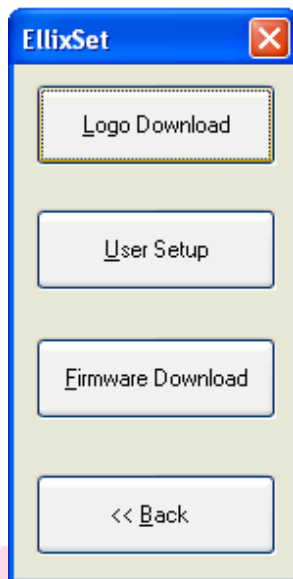 EllixSet
Logo Download
User Setup
Firmware Download
<< Back